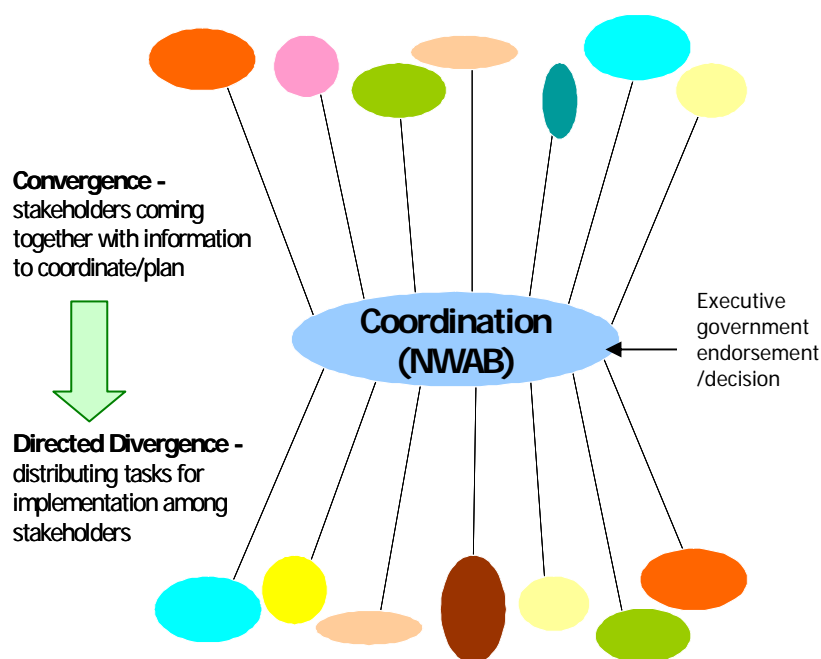 Convergence -
stakeholders coming
together with information
to coordinate/plan
Coordination
(NWAB)
Executive
government
endorsement
/decision
Directed Divergence -
distributing tasks for
implementation among
stakeholders